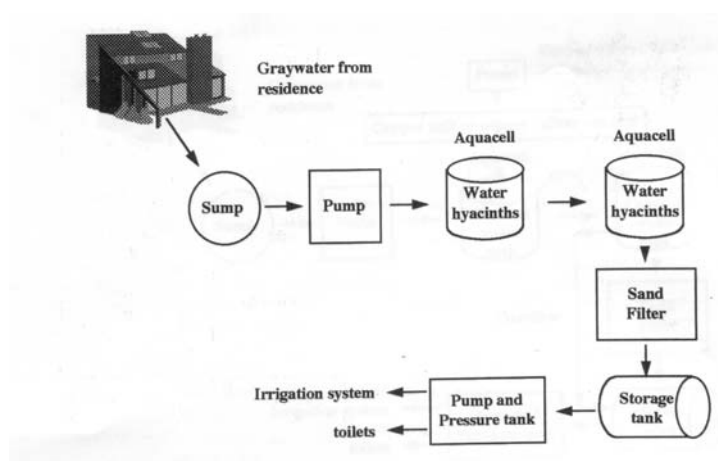 Graywater from
residence
Aquacell
Aquacell
Sump
Pump
Water
hyacinths
Water
hyacinths
Sand
Filter
Irrigation system
toilets
Pump and
Pressure tank
Storage
tank